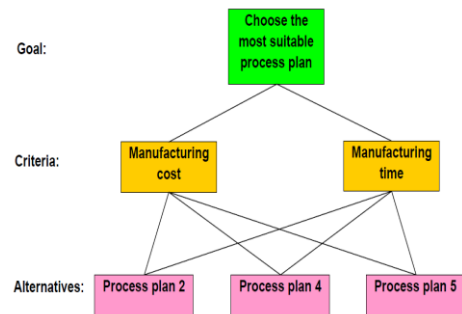 Goal:
Choose the
most suitable
process plan
Criteria:
Manufacturing
cost
Manufacturing
time
Alternatives:
Process plan 2
Process plan 4
Process plan 5